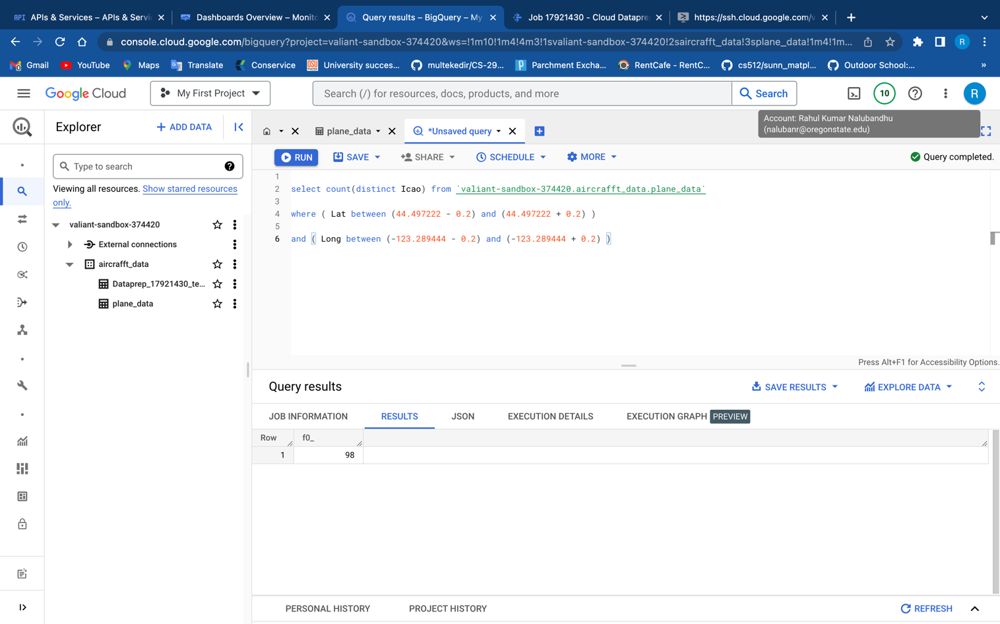 API APIs & Services – APIs & Servi
Dashboards Overview – Monito
Query results – BigQuery – My
Job 17921430 - Cloud Datapre
https://ssh.cloud.google.com/v
console.cloud.google.com/bigquery?project=valiant-sandbox-374420&ws=!1m10!1m4!4m3!1svaliant-sandbox-374420!2saircrafft_data!3splane_data!1m4!1m...
R
Gmail
YouTube
Maps
Translate
Conservice
OSU University succes...
multekedir/CS-29...
Parchment Excha...
RentCafe - RentC...
cs512/sunn_matpl...
Outdoor School:...
»
Google Cloud
My First Project
Search (/) for resources, docs, products, and more
Search
10
R
Account: Rahul Kumar Nalubandhu
(nalubanr@oregonstate.edu)
Explorer
+ ADD DATA
plane_data
*Unsaved query
RUN
SAVE
SHARE
SCHEDULE
MORE
Query completed.
Type to search
Viewing all resources. Show starred resources
only.
valiant-sandbox-374420
External connections
aircrafft_data
Dataprep_17921430_te...
plane_data
1
2 select count(distinct Icao) from `valiant-sandbox-374420.aircrafft_data.plane_data`
3
4 where ( Lat between (44.497222 - 0.2) and (44.497222 + 0.2) )
5
6 and ( Long between (-123.289444 - 0.2) and (-123.289444 + 0.2) )
Press Alt+F1 for Accessibility Options.
Query results
SAVE RESULTS
EXPLORE DATA
JOB INFORMATION
RESULTS
JSON
EXECUTION DETAILS
EXECUTION GRAPH PREVIEW
Row f0_
1 98
PERSONAL HISTORY
PROJECT HISTORY
REFRESH